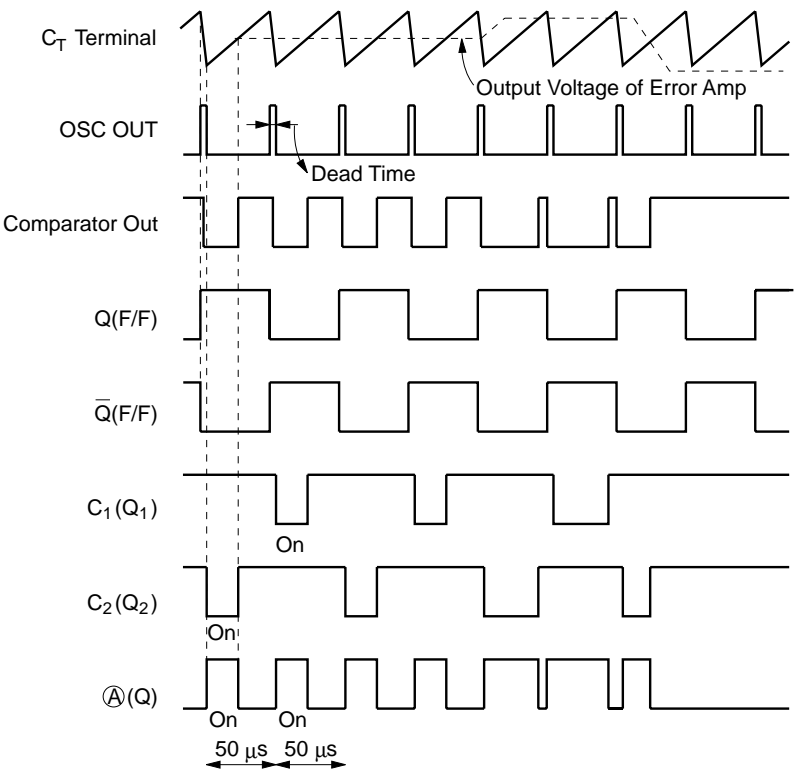 C_T Terminal
Output Voltage of Error Amp
OSC OUT
Dead Time
Comparator Out
Q(F/F)
Q̅(F/F)
C₁(Q₁)
On
C₂(Q₂)
On
Ⓐ(Q)
On On
50 μs 50 μs